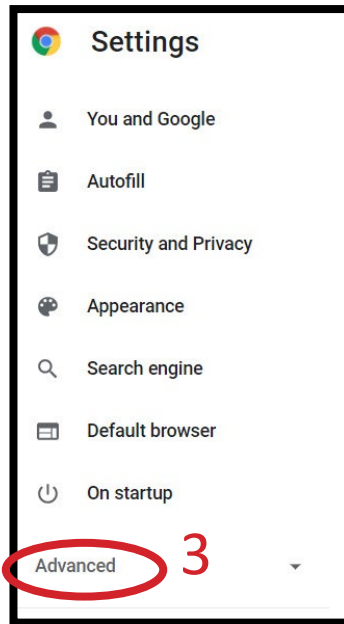 Settings
You and Google
Autofill
Security and Privacy
Appearance
Search engine
Default browser
On startup
Advanced 3